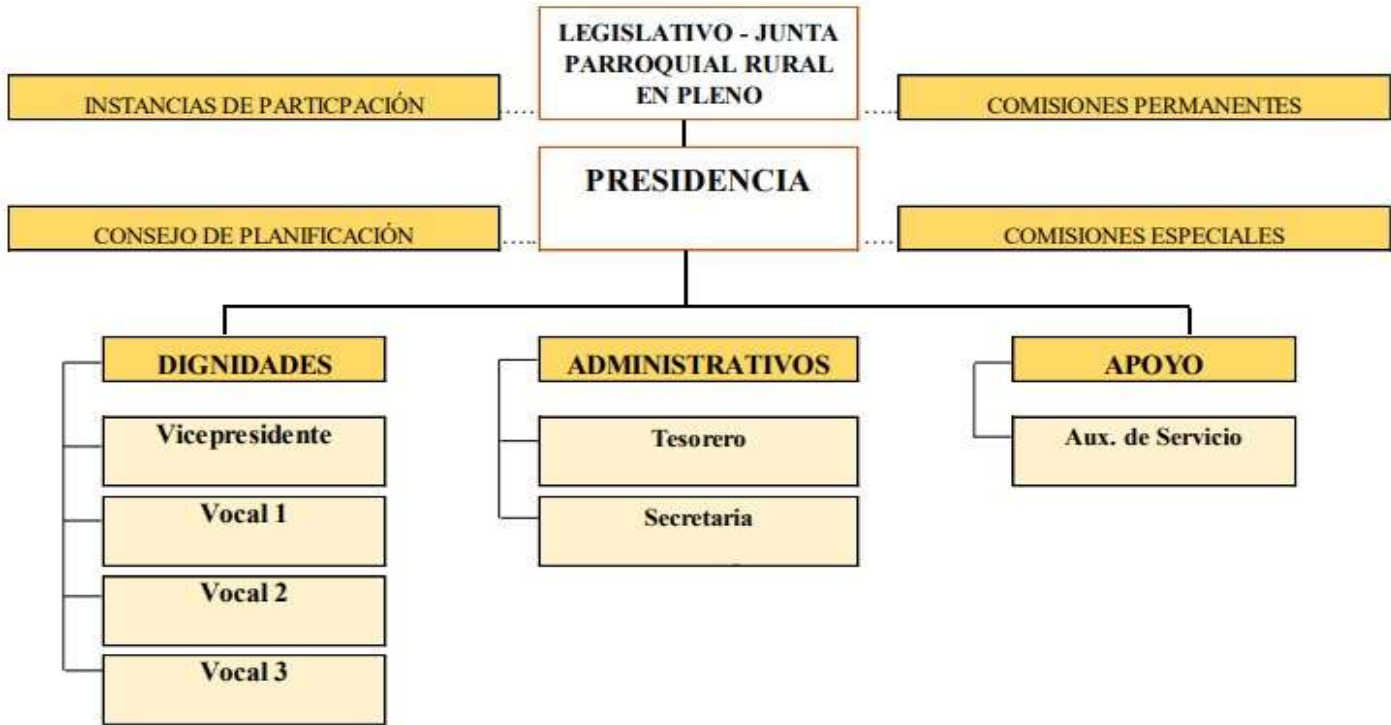 LEGISLATIVO - JUNTA
PARROQUIAL RURAL
EN PLENO
INSTANCIAS DE PARTICPACIÓN
COMISIONES PERMANENTES
PRESIDENCIA
CONSEJO DE PLANIFICACIÓN
COMISIONES ESPECIALES
DIGNIDADES
Vicepresidente
Vocal 1
Vocal 2
Vocal 3
ADMINISTRATIVOS
Tesorero
Secretaria
APOYO
Aux. de Servicio